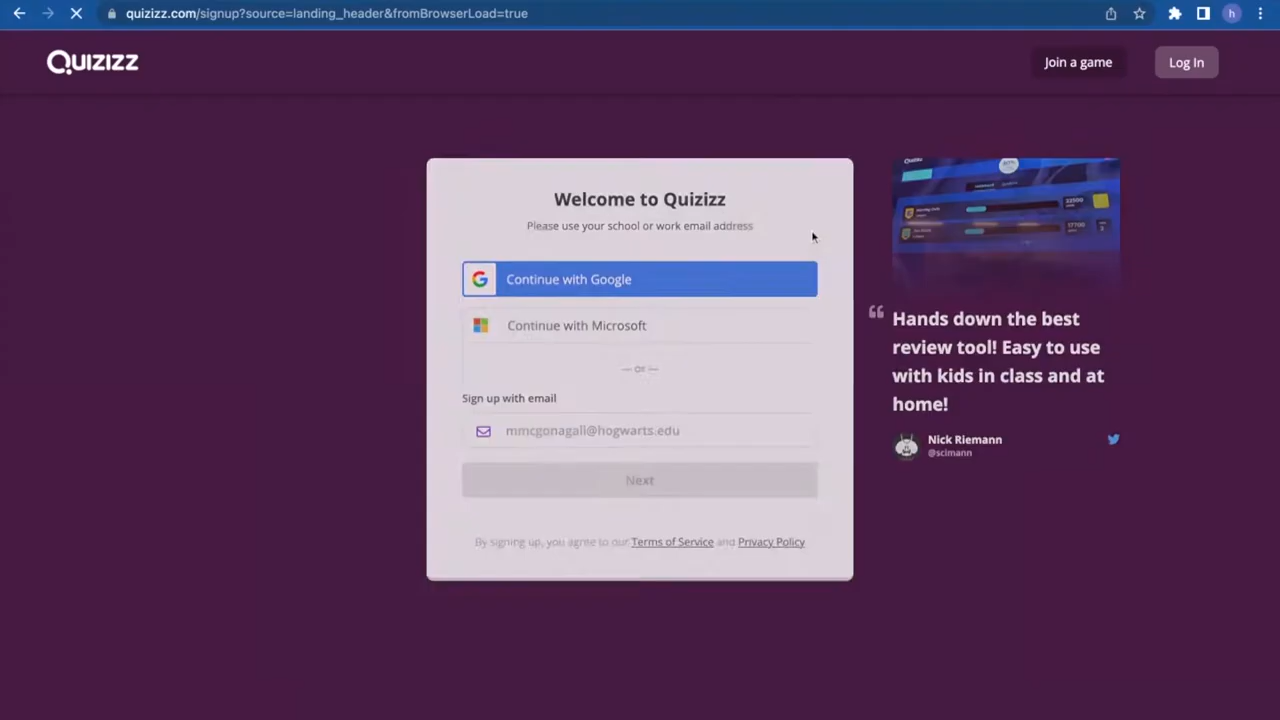 quizizz.com/signup?source=landing_header&fromBrowserLoad=true
h
QUIZIZZ
Join a game
Log In
Welcome to Quizizz
Please use your school or work email address
G Continue with Google
Continue with Microsoft
— or —
Sign up with email
mmcgonagall@hogwarts.edu
Next
By signing up, you agree to our Terms of Service and Privacy Policy
Quizizz
32500
17700
“ Hands down the best
review tool! Easy to use
with kids in class and at
home!
Nick Riemann
@scimann